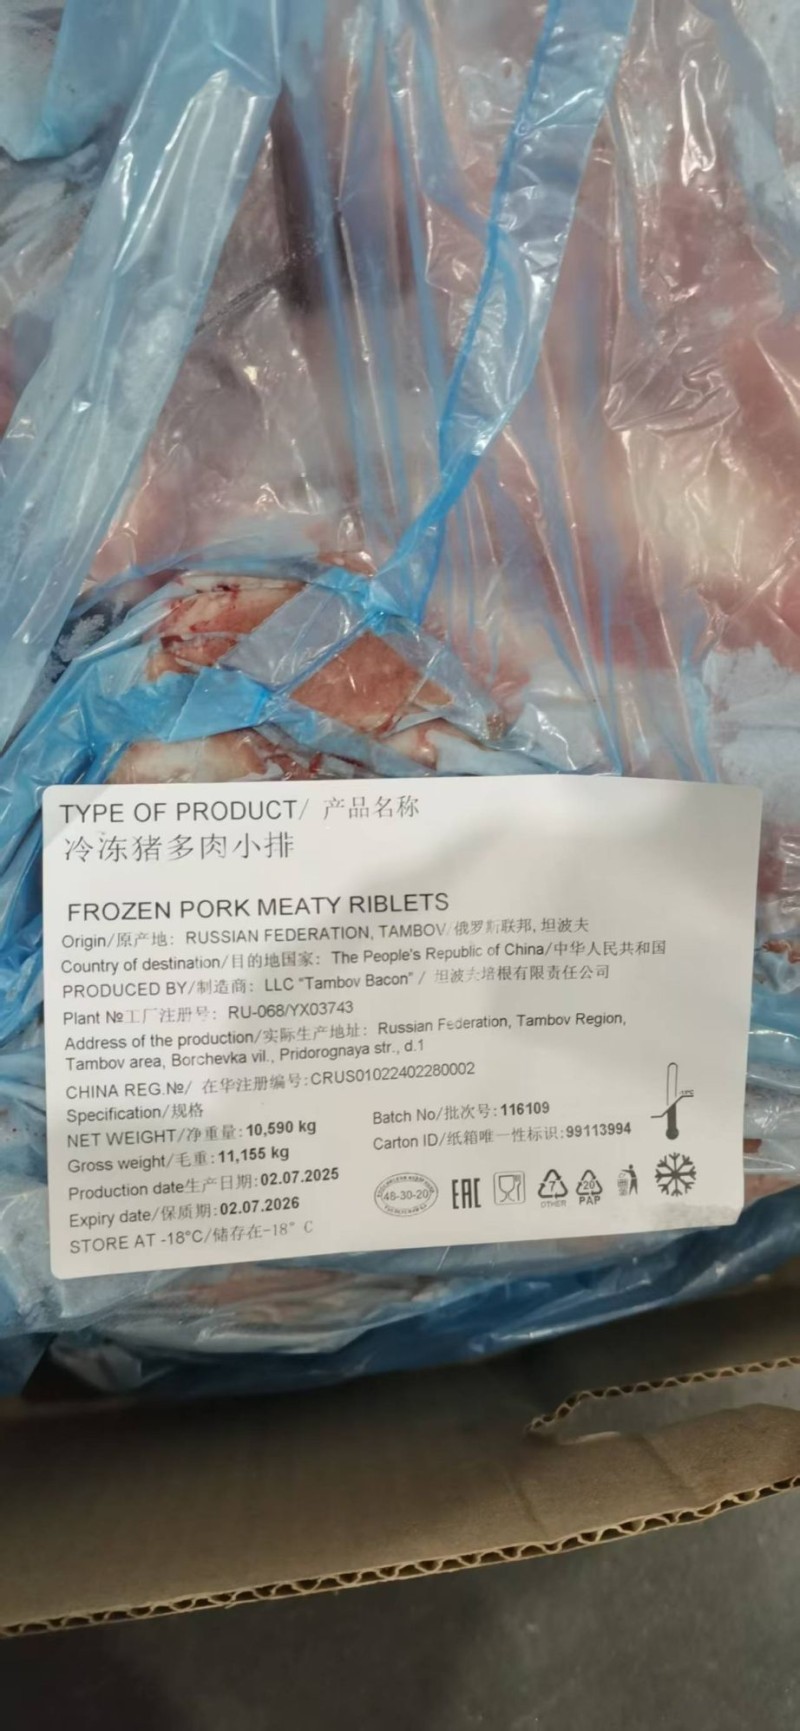 TYPE OF PRODUCT/ 产品名称
冷冻猪多肉小排
FROZEN PORK MEATY RIBLETS
Origin/原产地: RUSSIAN FEDERATION, TAMBOV/俄罗斯联邦, 坦波夫
Country of destination/目的地国家: The People's Republic of China/中华人民共和国
PRODUCED BY/制造商: LLC "Tambov Bacon" / 坦波夫培根有限责任公司
Plant №工厂注册号: RU-068/YX03743
Address of the production/实际生产地址: Russian Federation, Tambov Region,
Tambov area, Borchevka vil., Pridorognaya str., d.1
CHINA REG.№/ 在华注册编号:CRUS01022402280002
Specification/规格
NET WEIGHT/净重量:10,590 kg
Gross weight/毛重:11,155 kg
Production date生产日期:02.07.2025
Expiry date/保质期:02.07.2026
STORE AT -18°C/储存在-18° C
Batch No/批次号:116109
Carton ID/纸箱唯一性标识:99113994
48-30-20
EAC
7
OTHER
20
PAP